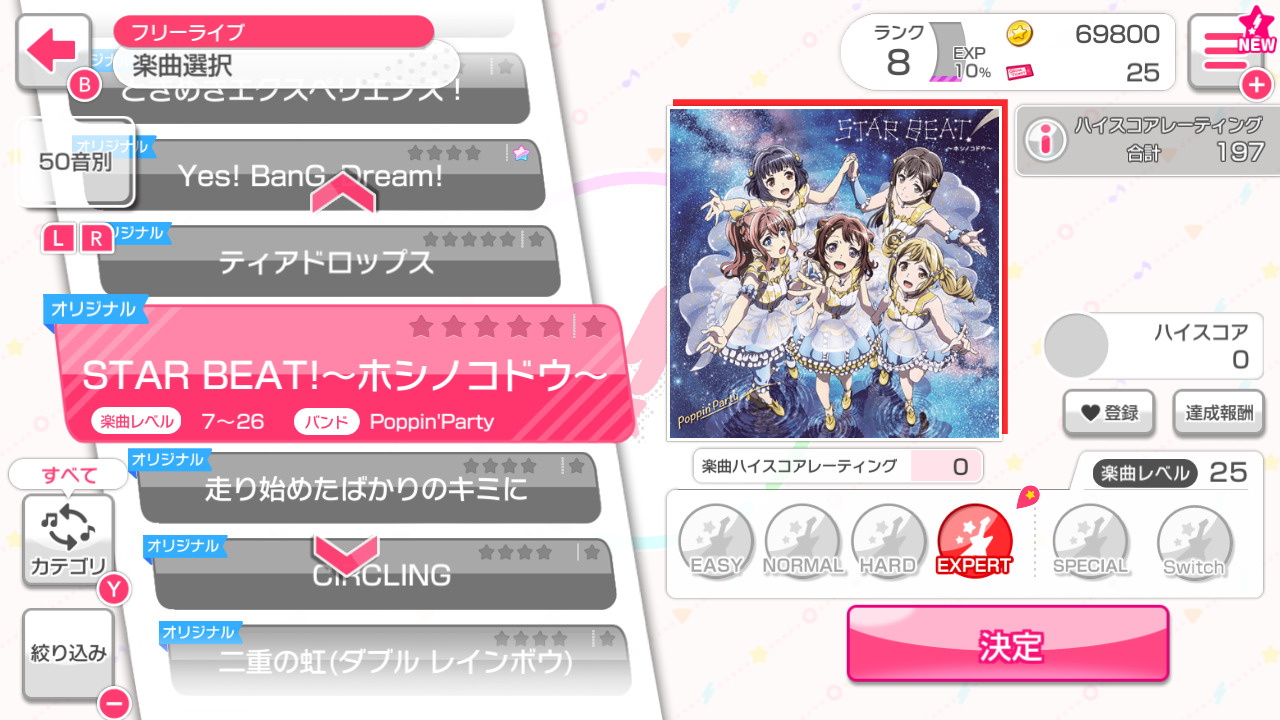 フリーライブ
楽曲選択
B
ときめきエクスペリエンス！
50音別
オリジナル
Yes! BanG_Dream!
L R
オリジナル
ティアドロップス
オリジナル
STAR BEAT!～ホシノコドウ～
楽曲レベル 7～26 バンド Poppin'Party
すべて
カテゴリ
Y
オリジナル
走り始めたばかりのキミに
オリジナル
CiRCLING
絞り込み
オリジナル
二重の虹(ダブル レインボウ)
ランク
8
EXP
10%
69800
25
NEW
ハイスコアレーティング
合計 197
STAR BEAT!
～ホシノコドウ～
Poppin'Party
ハイスコア
0
登録
達成報酬
楽曲ハイスコアレーティング 0
楽曲レベル 25
EASY NORMAL HARD EXPERT SPECIAL Switch
決定